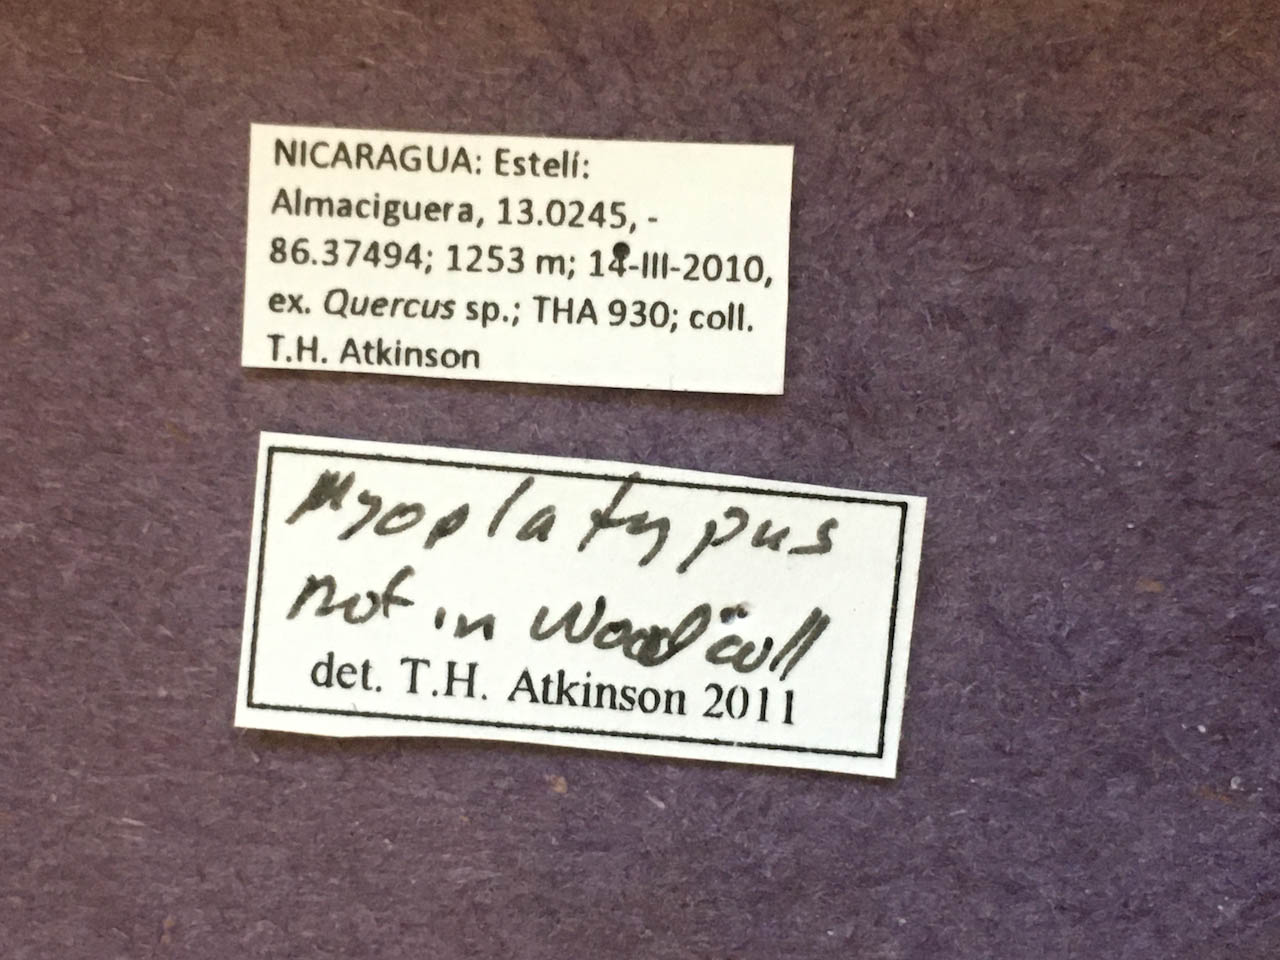 NICARAGUA: Estelí:
Almaciguera, 13.0245, -
86.37494; 1253 m; 14-III-2010,
ex. Quercus sp.; THA 930; coll.
T.H. Atkinson
Myoplatypus
not in Wood coll
det. T.H. Atkinson 2011